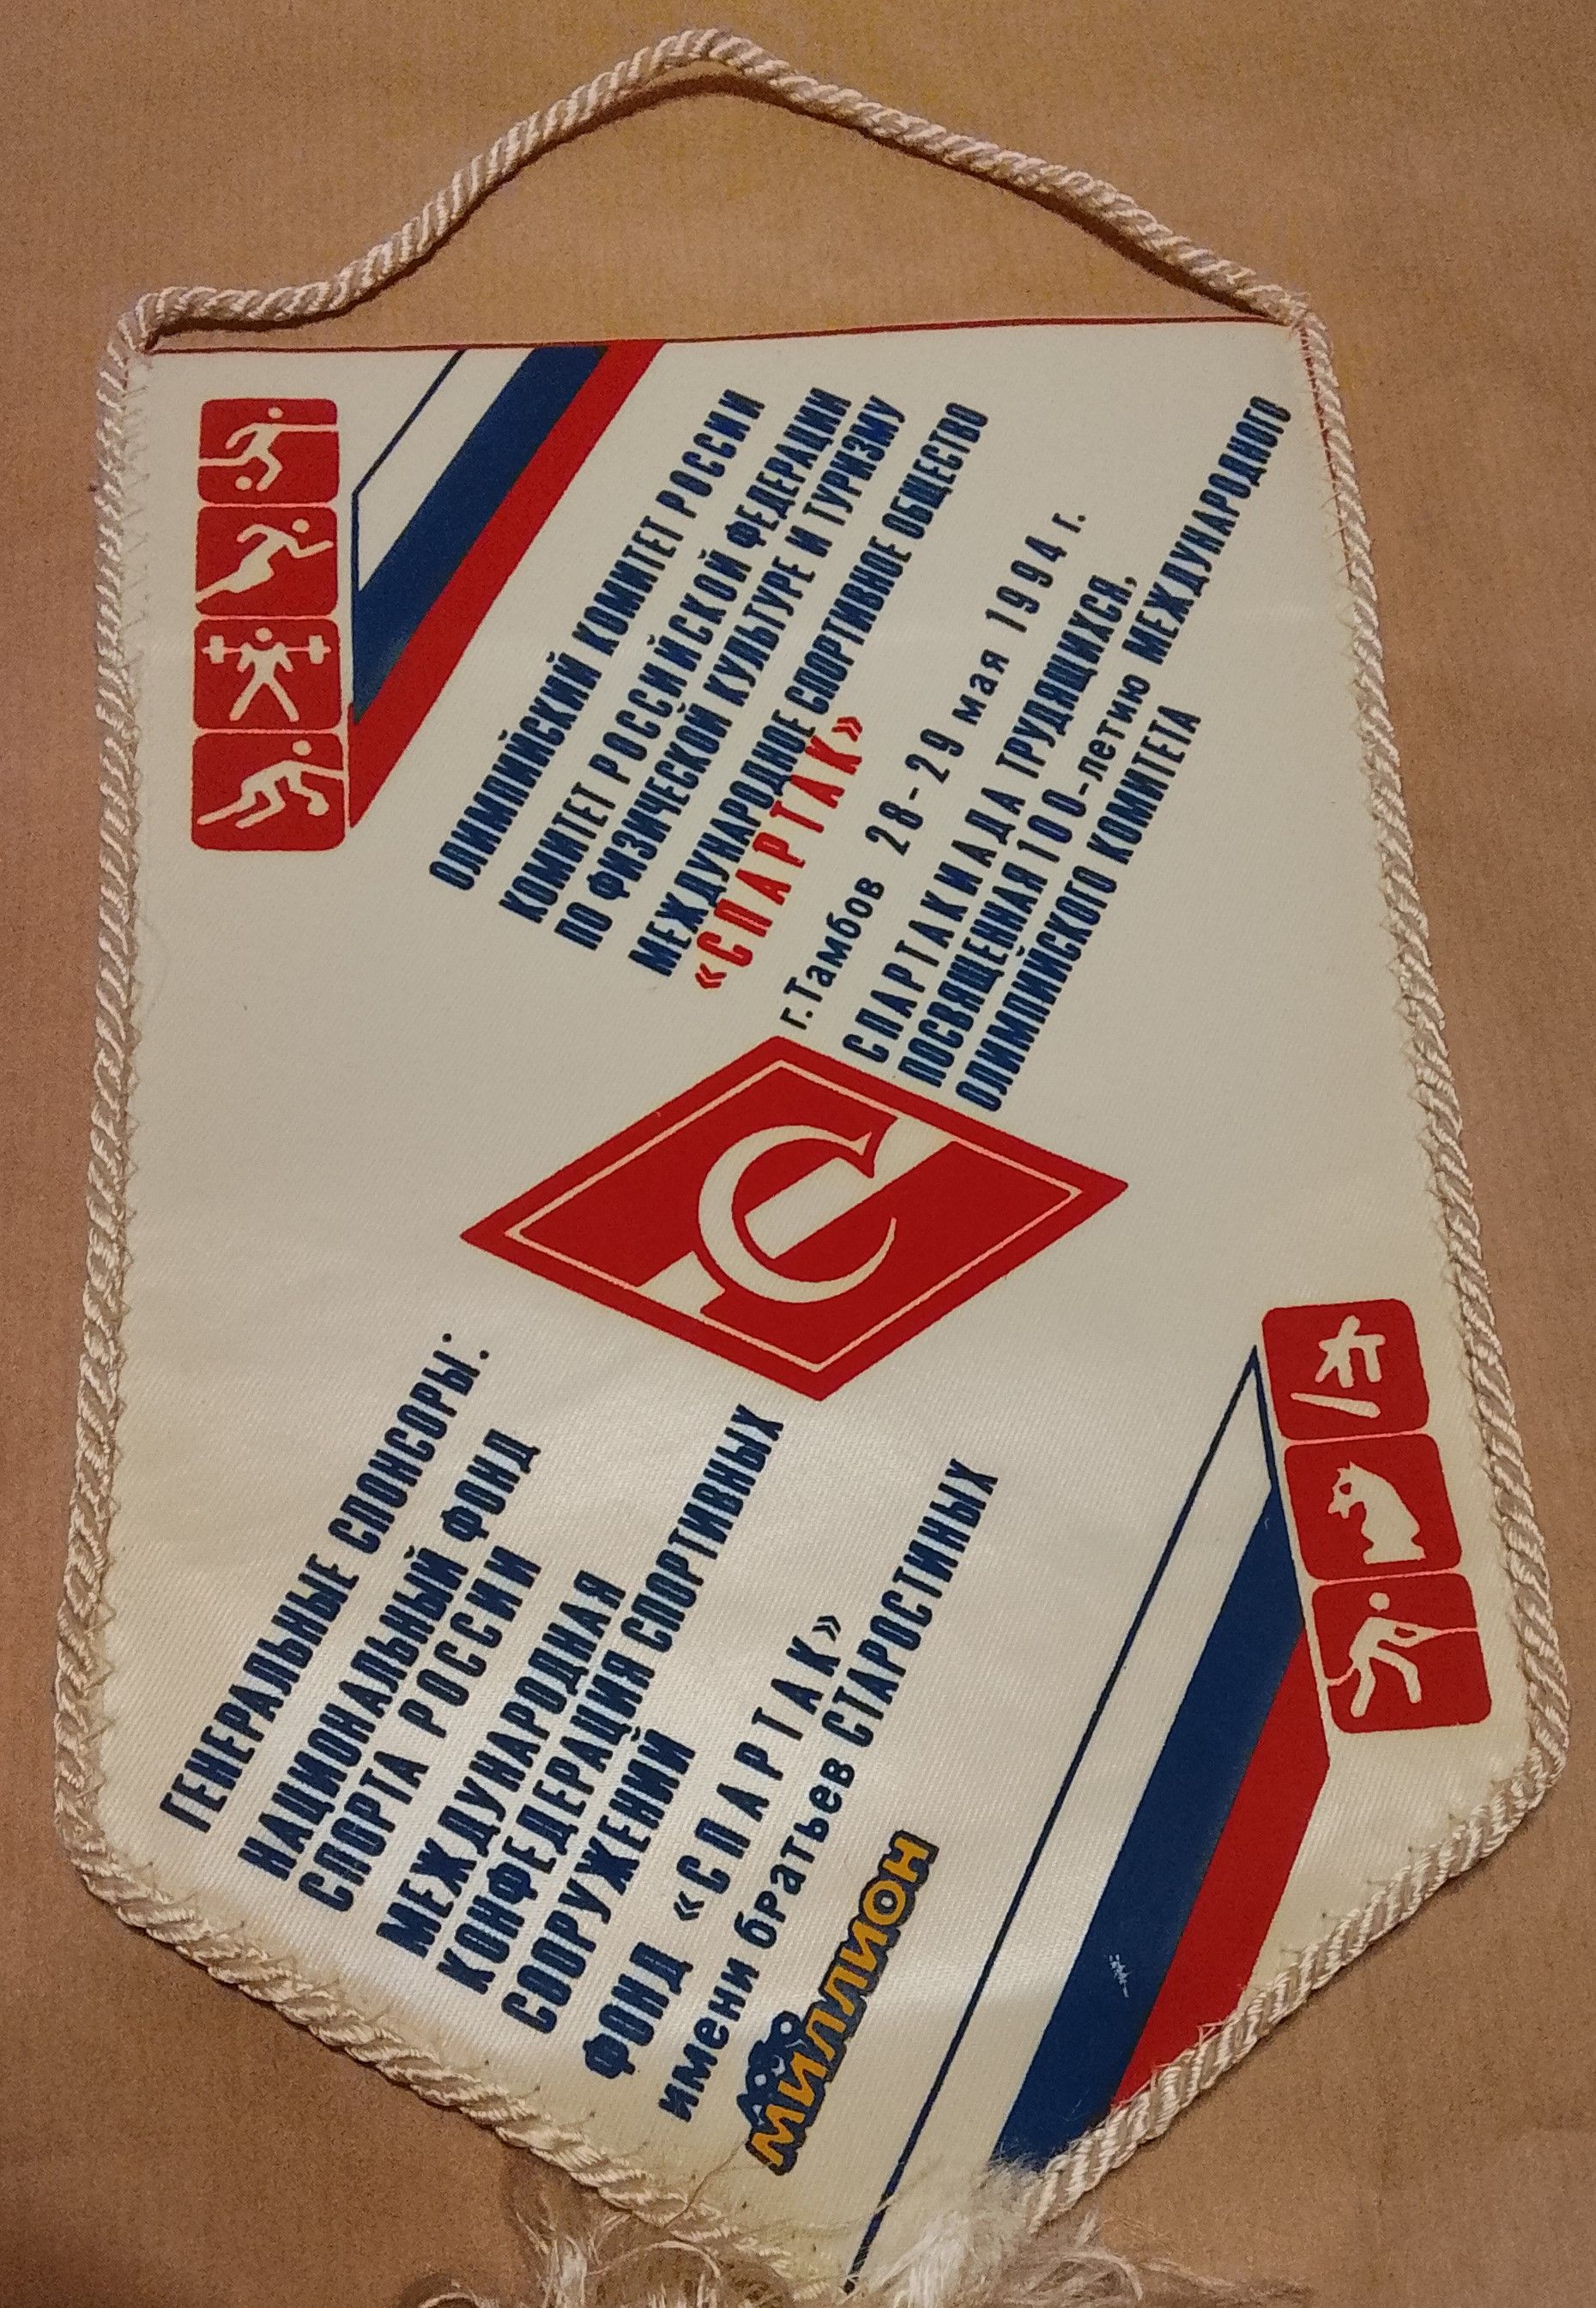 ОЛИМПИЙСКИЙ КОМИТЕТ РОССИИ
КОМИТЕТ РОССИЙСКОЙ ФЕДЕРАЦИИ
ПО ФИЗИЧЕСКОЙ КУЛЬТУРЕ И ТУРИЗМУ
МЕЖДУНАРОДНОЕ СПОРТИВНОЕ ОБЩЕСТВО
«СПАРТАК»
г. Тамбов 28-29 мая 1994 г.
СПАРТАКИАДА ТРУДЯЩИХСЯ,
ПОСВЯЩЕННАЯ 100-летию МЕЖДУНАРОДНОГО
ОЛИМПИЙСКОГО КОМИТЕТА
С
ГЕНЕРАЛЬНЫЕ СПОНСОРЫ:
НАЦИОНАЛЬНЫЙ ФОНД
СПОРТА РОССИИ
МЕЖДУНАРОДНАЯ
КОНФЕДЕРАЦИЯ СПОРТИВНЫХ
СООРУЖЕНИЙ
ФОНД «СПАРТАК»
имени братьев СТАРОСТИНЫХ
МИЛЛИОН